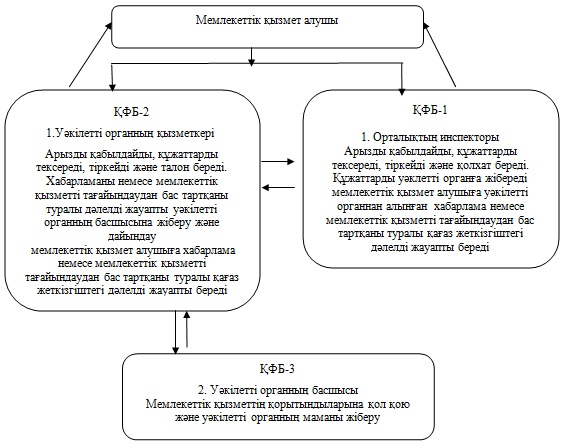 Мемлекеттік қызмет алушы
ҚФБ-2
1.Уәкілетті органның қызметкері
Арызды қабылдайды, құжаттарды
тексереді, тіркейді және талон береді.
Хабарламаны немесе мемлекеттік
қызметті тағайындаудан бас тартқаны
туралы дәлелді жауапты уәкілетті
органның басшысына жіберу және
дайындау
мемлекеттік қызмет алушыға хабарлама
немесе мемлекеттік қызметті
тағайындаудан бас тартқаны туралы қағаз
жеткізгіштегі дәлелді жауапты береді
ҚФБ-1
1. Орталықтың инспекторы
Арызды қабылдайды, құжаттарды
тексереді, тіркейді және қолхат береді.
Құжаттарды уәклетті органға жібереді
мемлекеттік қызмет алушыға уәкілетті
органнан алынған хабарлама немесе
мемлекеттік қызметті тағайындаудан бас
тартқаны туралы қағаз жеткізгіштегі
дәлелді жауапты береді
ҚФБ-3
2. Уәкілетті органның басшысы
Мемлекеттік қызметтің қорытындыларына қол қою
және уәкілетті органның маманы жіберу